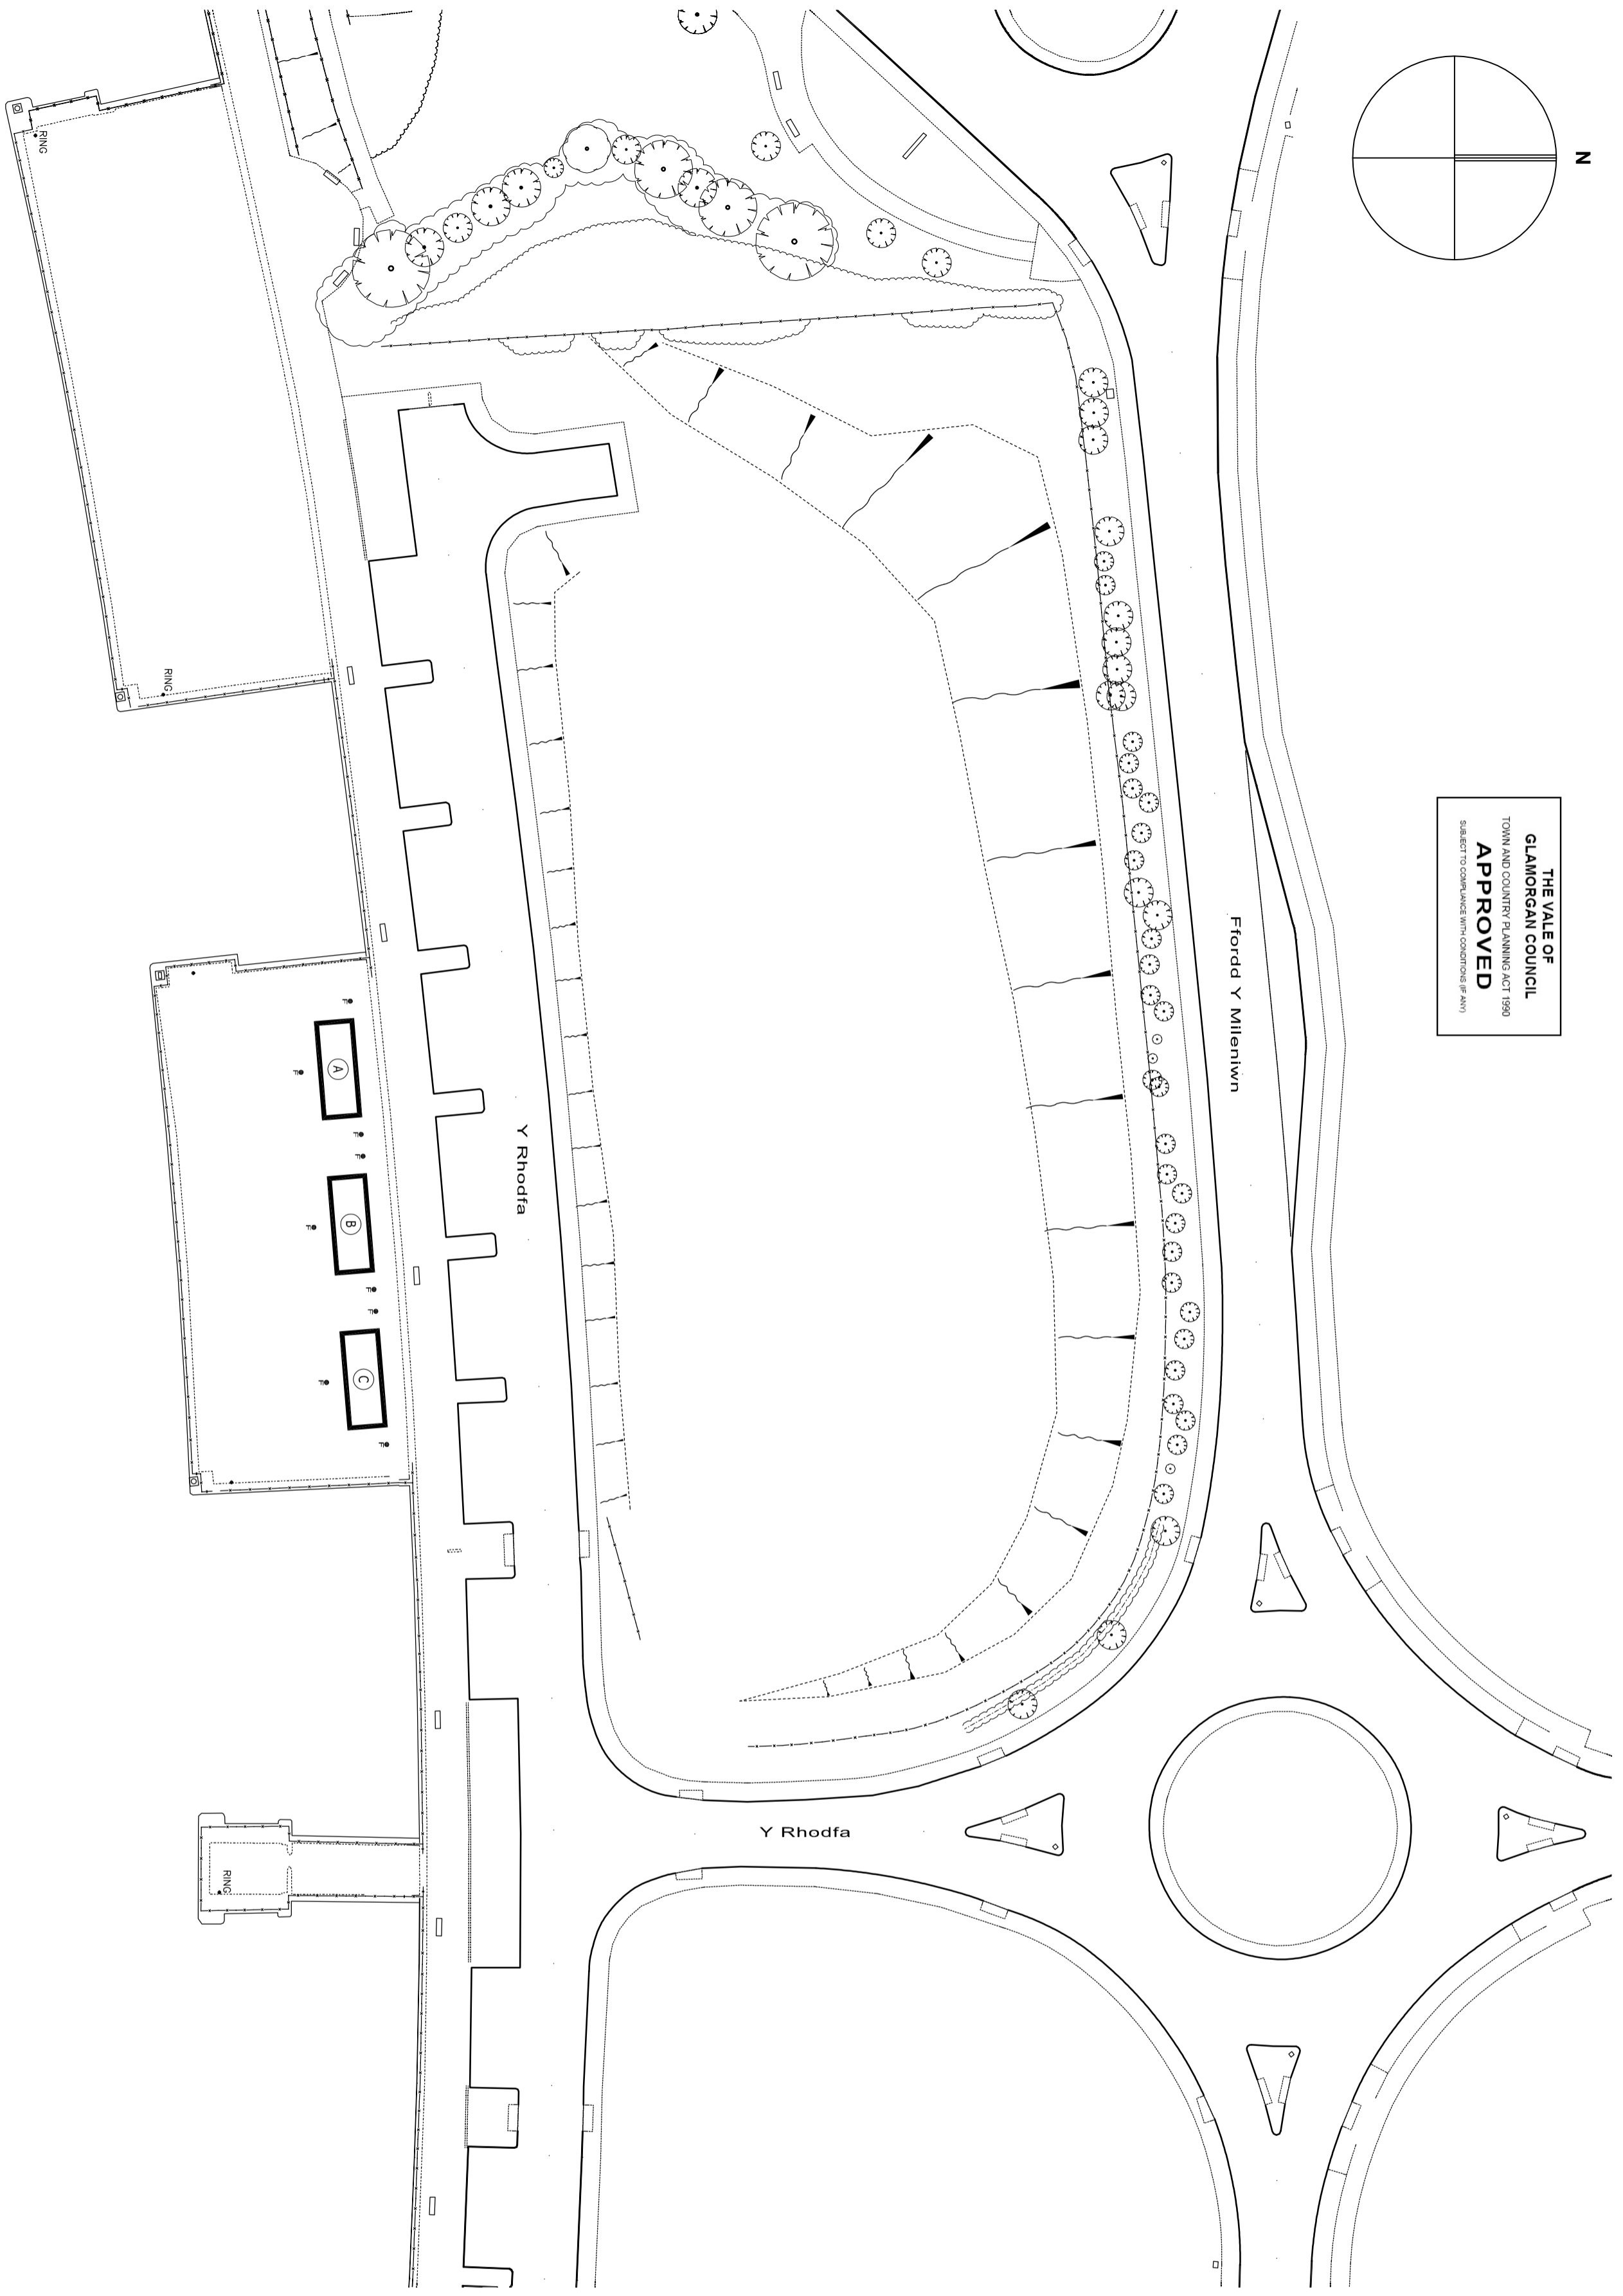 N
THE VALE OF
GLAMORGAN COUNCIL
TOWN AND COUNTRY PLANNING ACT 1990
APPROVED
SUBJECT TO COMPLIANCE WITH CONDITIONS (IF ANY)
Ffordd Y Mileniwn
Y Rhodfa
Y Rhodfa
RING
RING
RING
F
A
F
F
F
B
F
F
F
C
F
F